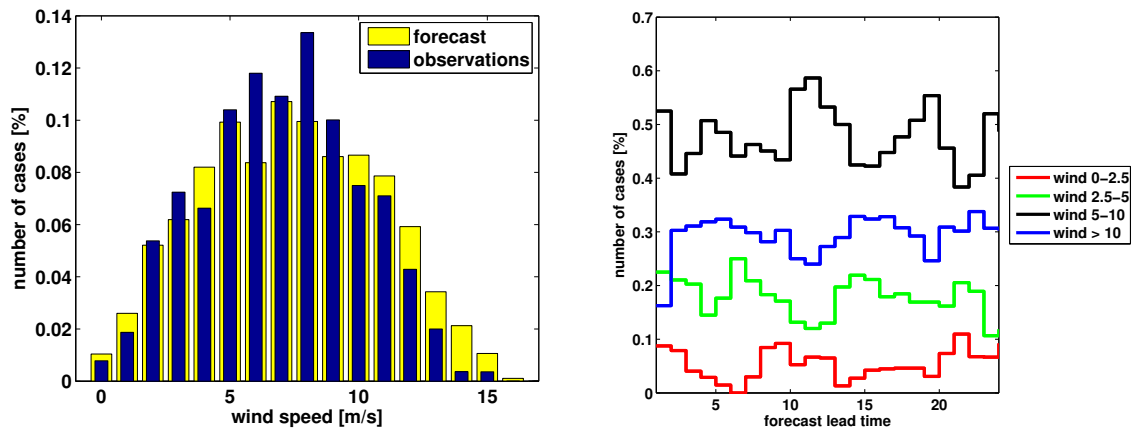 0.14
0.12
0.1
0.08
0.06
0.04
0.02
0
number of cases [%]
0 5 10 15
wind speed [m/s]
forecast
observations
0.7
0.6
0.5
0.4
0.3
0.2
0.1
0
number of cases [%]
5 10 15 20
forecast lead time
wind 0−2.5
wind 2.5−5
wind 5−10
wind > 10